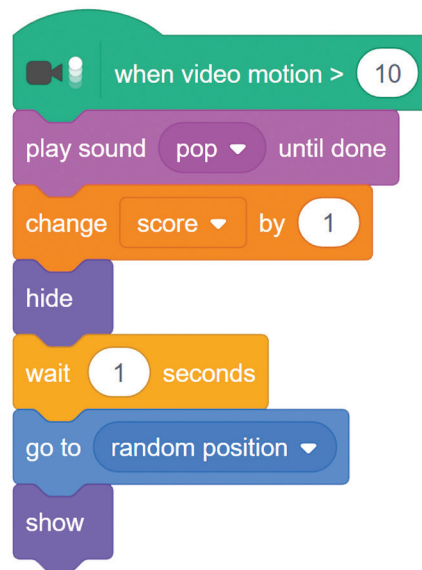 when video motion > 10
play sound pop until done
change score by 1
hide
wait 1 seconds
go to random position
show